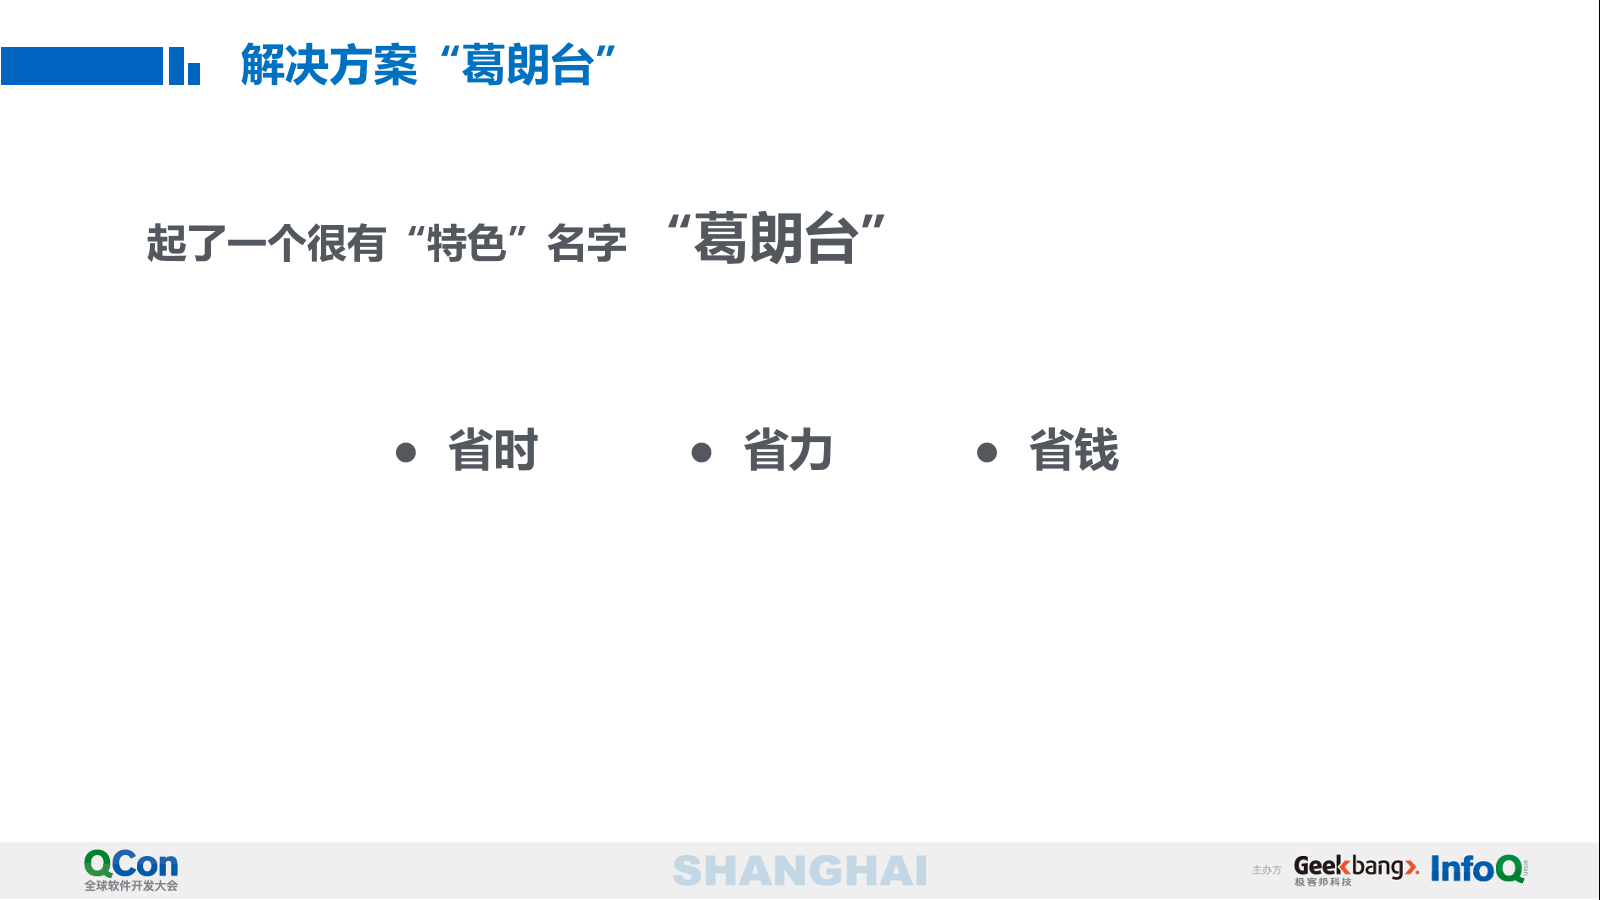 解决方案“葛朗台”
起了一个很有“特色”名字 “葛朗台”
● 省时 ● 省力 ● 省钱
QCon
全球软件开发大会
SHANGHAI
主办方 Geekbang>.
极客邦科技
InfoQ